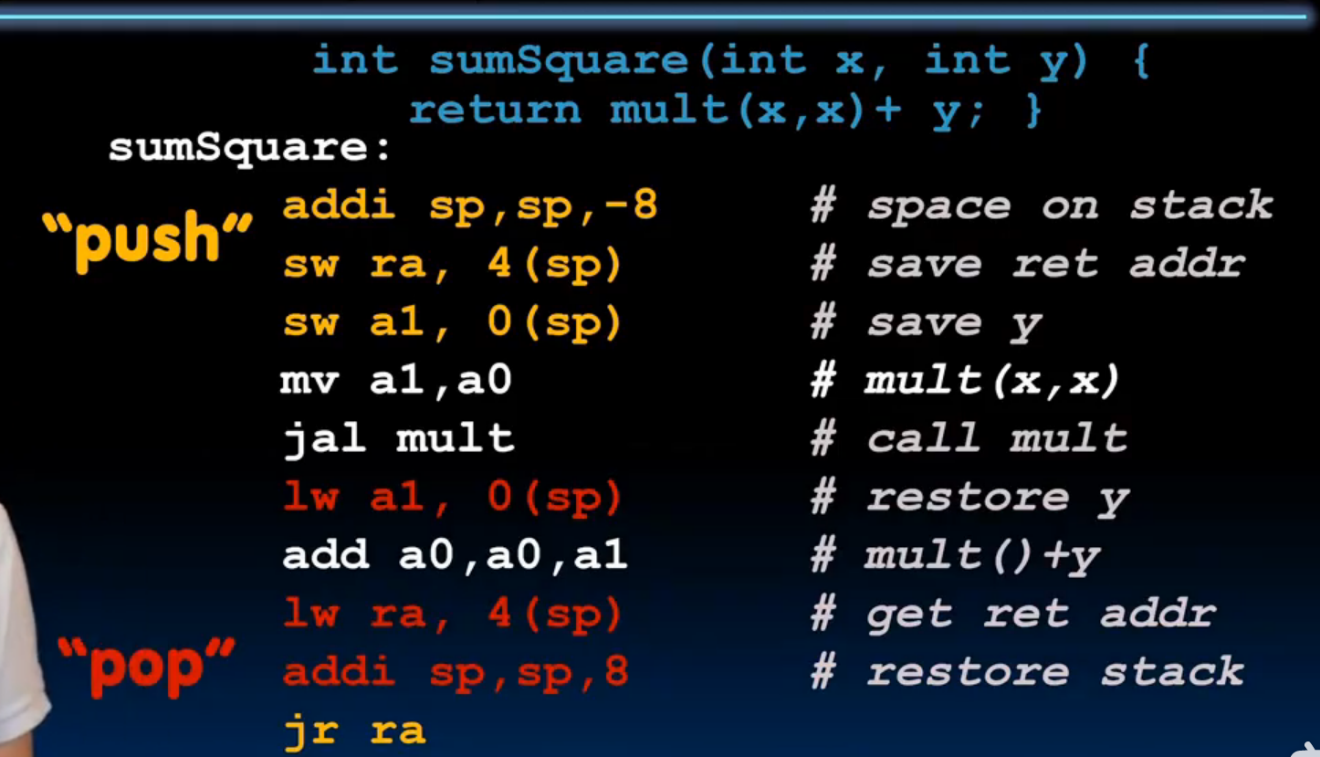 int sumSquare(int x, int y) {
return mult(x,x)+ y; }
sumSquare:
"push"
addi sp,sp,-8 # space on stack
sw ra, 4(sp) # save ret addr
sw a1, 0(sp) # save y
mv a1,a0 # mult(x,x)
jal mult # call mult
lw a1, 0(sp) # restore y
add a0,a0,a1 # mult()+y
lw ra, 4(sp) # get ret addr
"pop"
addi sp,sp,8 # restore stack
jr ra